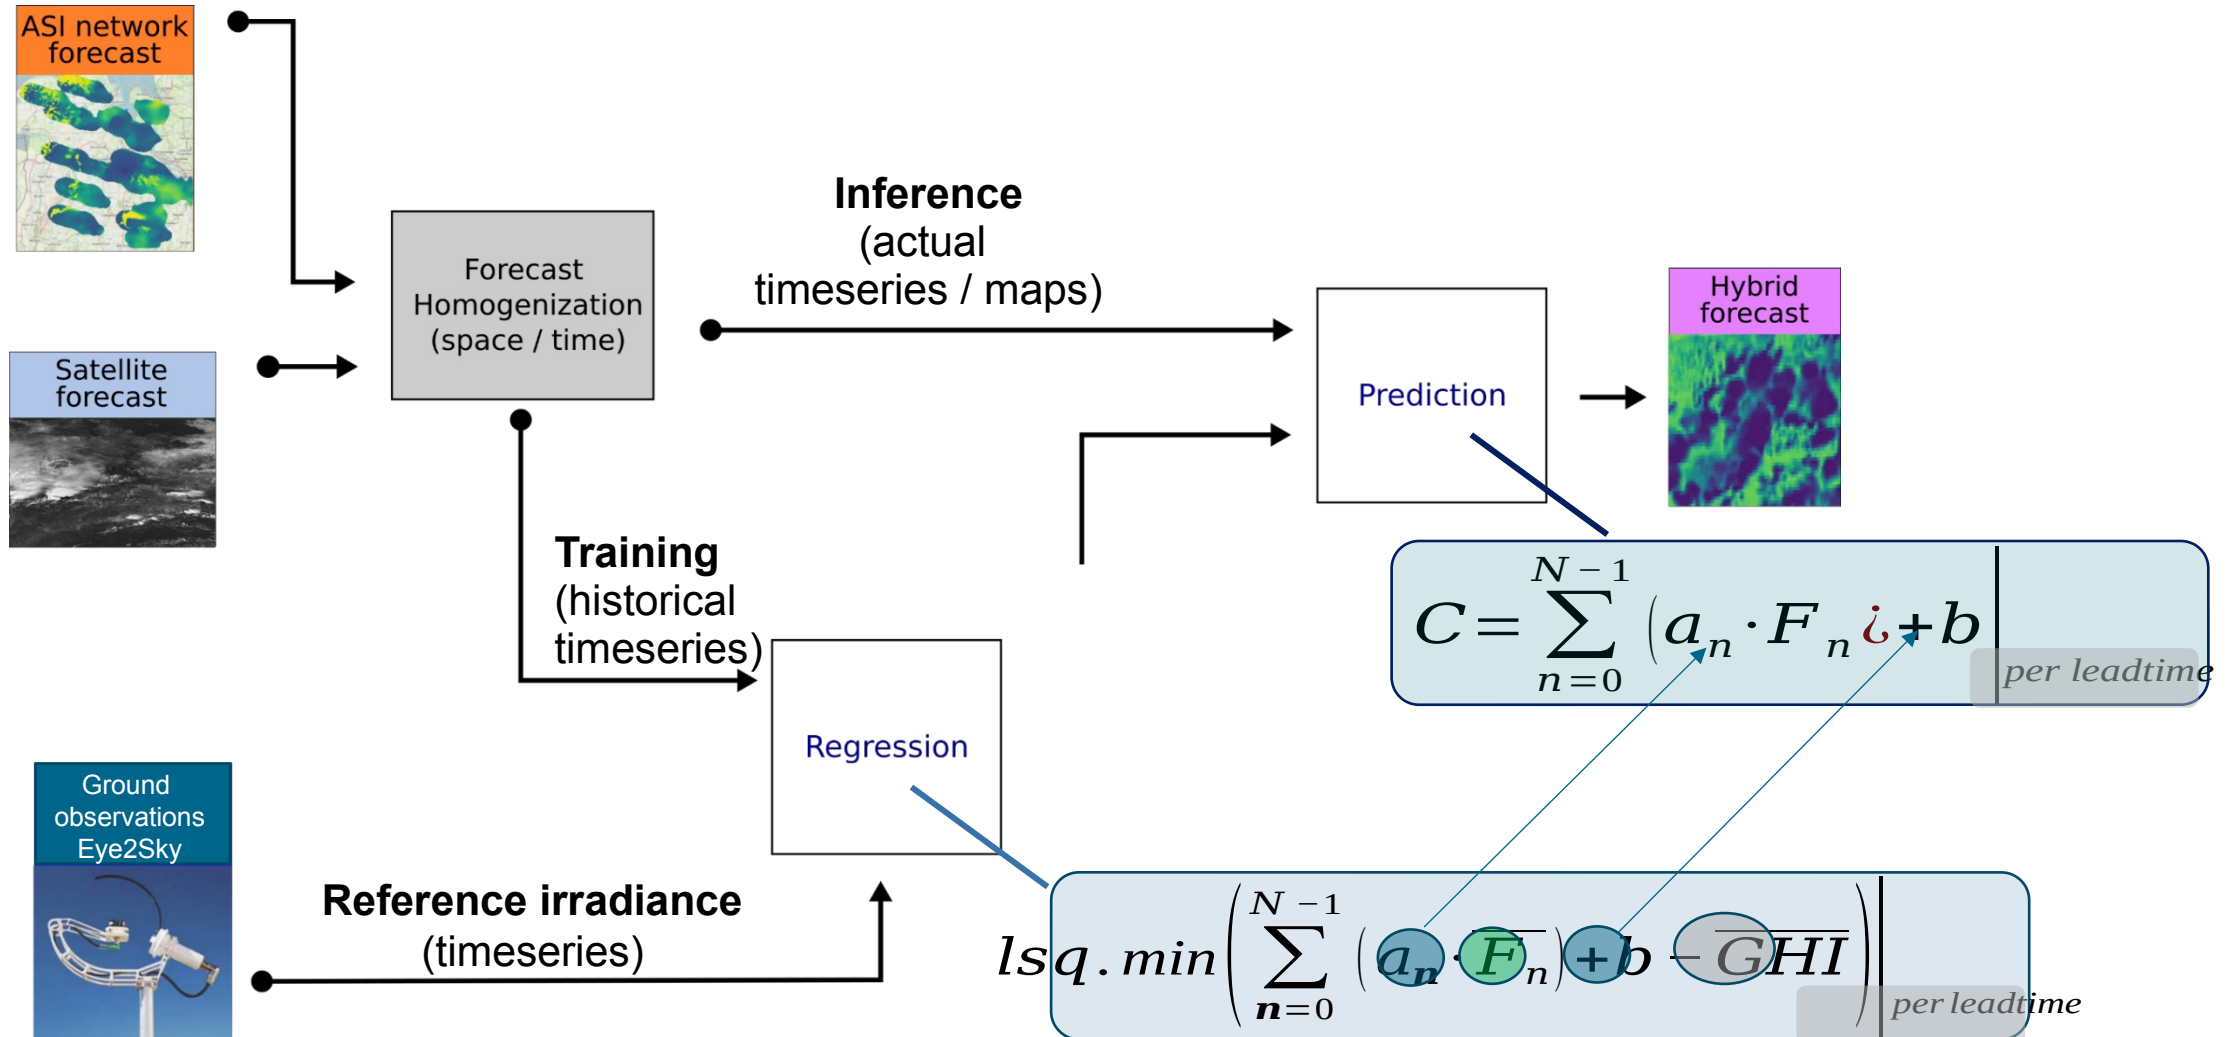 ASI network
forecast
Inference
(actual
timeseries / maps)
Forecast
Homogenization
(space / time)
Hybrid
forecast
Satellite
forecast
Prediction
Training
(historical
timeseries)
C = ∑_{n=0}^{N−1} (a_n · F_n ¿ + b | per leadtime
Regression
Ground
observations
Eye2Sky
Reference irradiance
(timeseries)
lsq . min ( ∑_{n=0}^{N−1} ( a_n · \overline{F_n} ) + b − \overline{GHI} ) | per leadtime